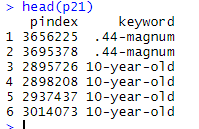 > head(p21)
pindex keyword
1 3656225 .44-magnum
2 3695378 .44-magnum
3 2895726 10-year-old
4 2898208 10-year-old
5 2937437 10-year-old
6 3014073 10-year-old
>